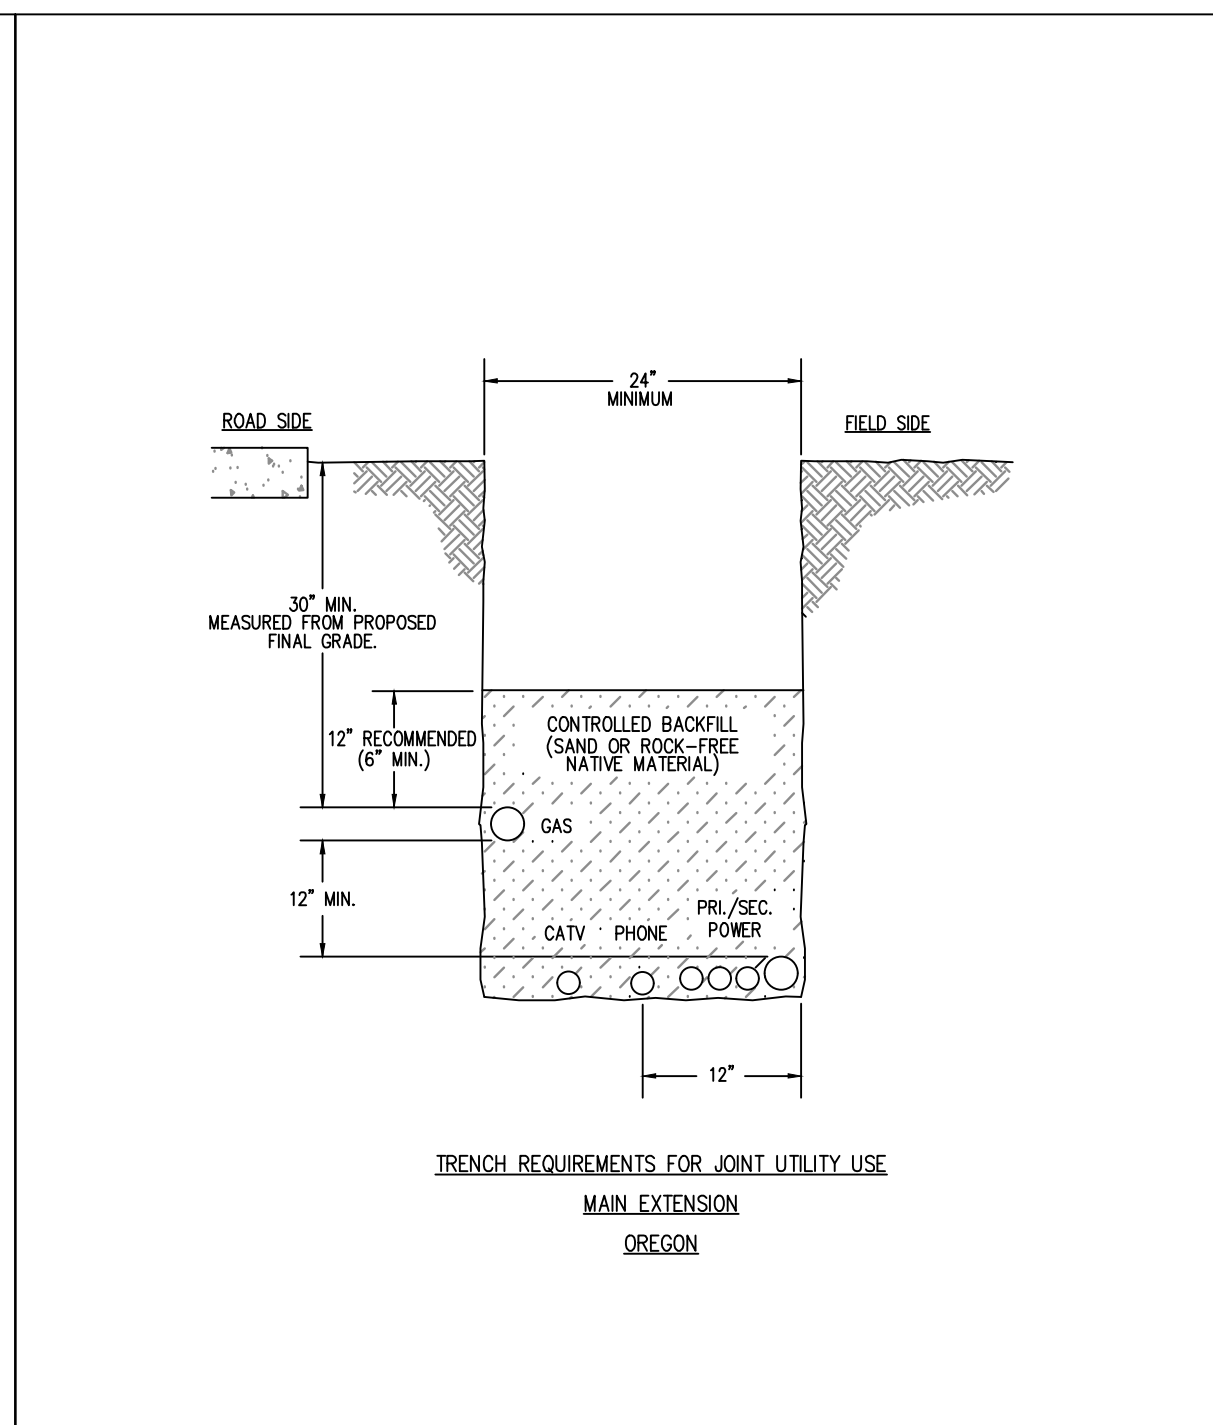 24”
MINIMUM
ROAD SIDE
FIELD SIDE
30” MIN.
MEASURED FROM PROPOSED
FINAL GRADE.
CONTROLLED BACKFILL
(SAND OR ROCK–FREE
NATIVE MATERIAL)
12” RECOMMENDED
(6” MIN.)
GAS
12” MIN.
PRI./SEC.
POWER
CATV
PHONE
12”
TRENCH REQUIREMENTS FOR JOINT UTILITY USE
MAIN EXTENSION
OREGON